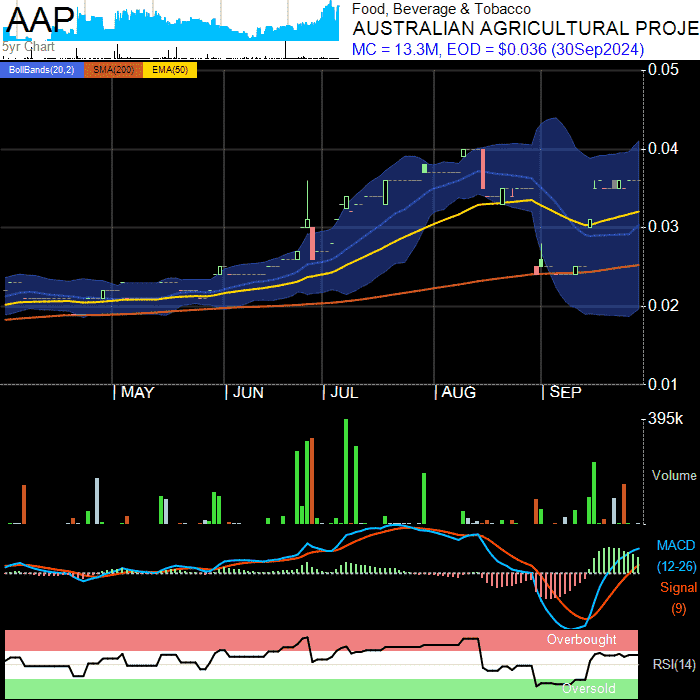 AAP
5yr Chart
Food, Beverage & Tobacco
AUSTRALIAN AGRICULTURAL PROJE
MC = 13.3M, EOD = $0.036 (30Sep2024)
BollBands(20,2) SMA(200) EMA(50)
0.05
0.04
0.03
0.02
0.01
MAY JUN JUL AUG SEP
395k
Volume
MACD
(12-26)
Signal
(9)
Overbought
RSI(14)
Oversold